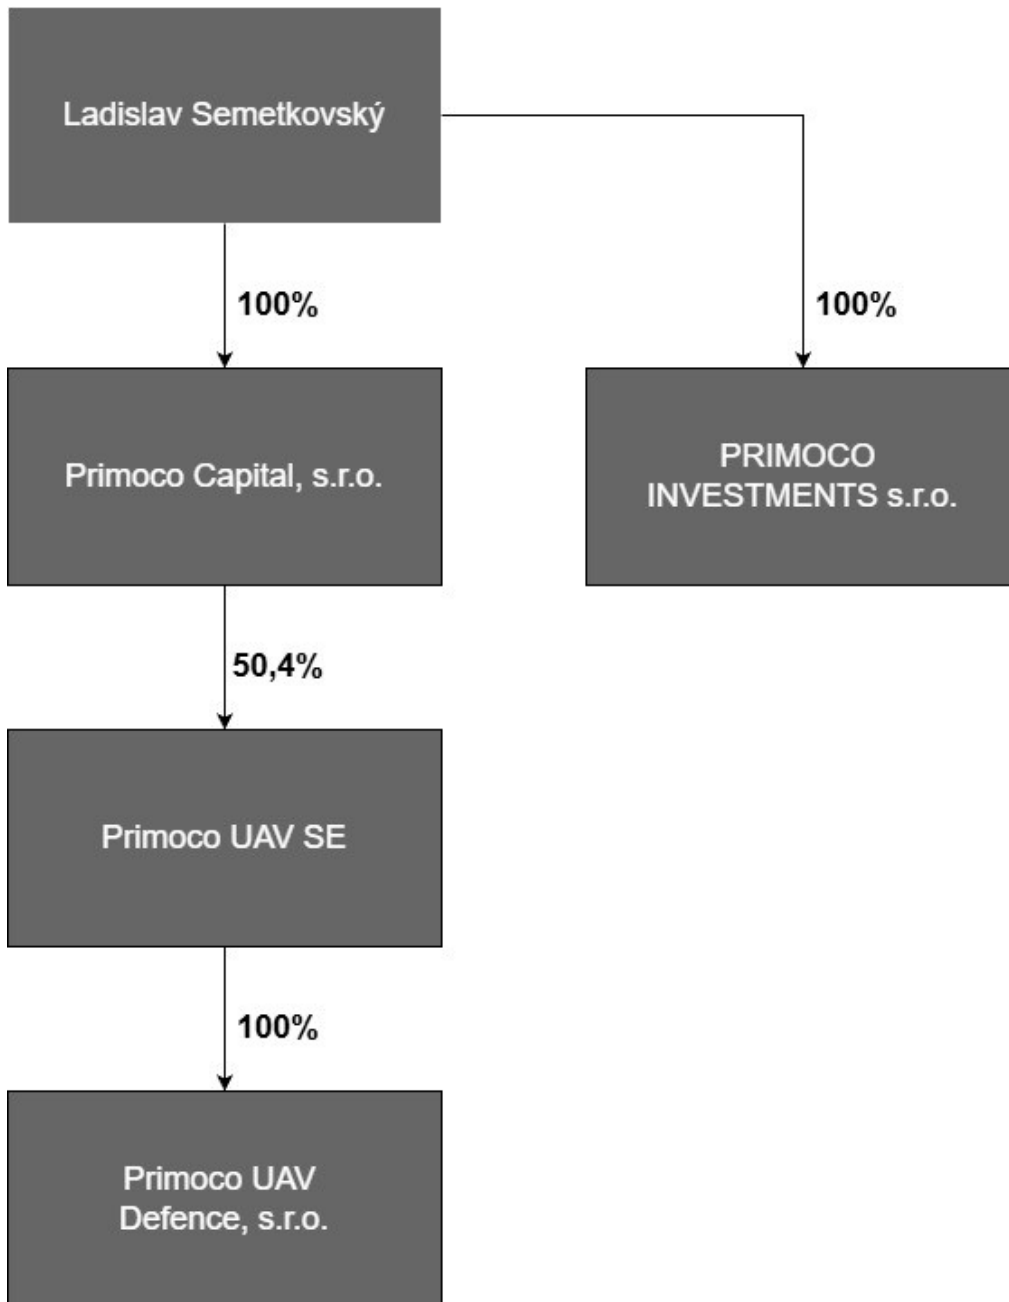 Ladislav Semetkovský
100%
100%
Primoco Capital, s.r.o.
PRIMOCO
INVESTMENTS s.r.o.
50,4%
Primoco UAV SE
100%
Primoco UAV
Defence, s.r.o.